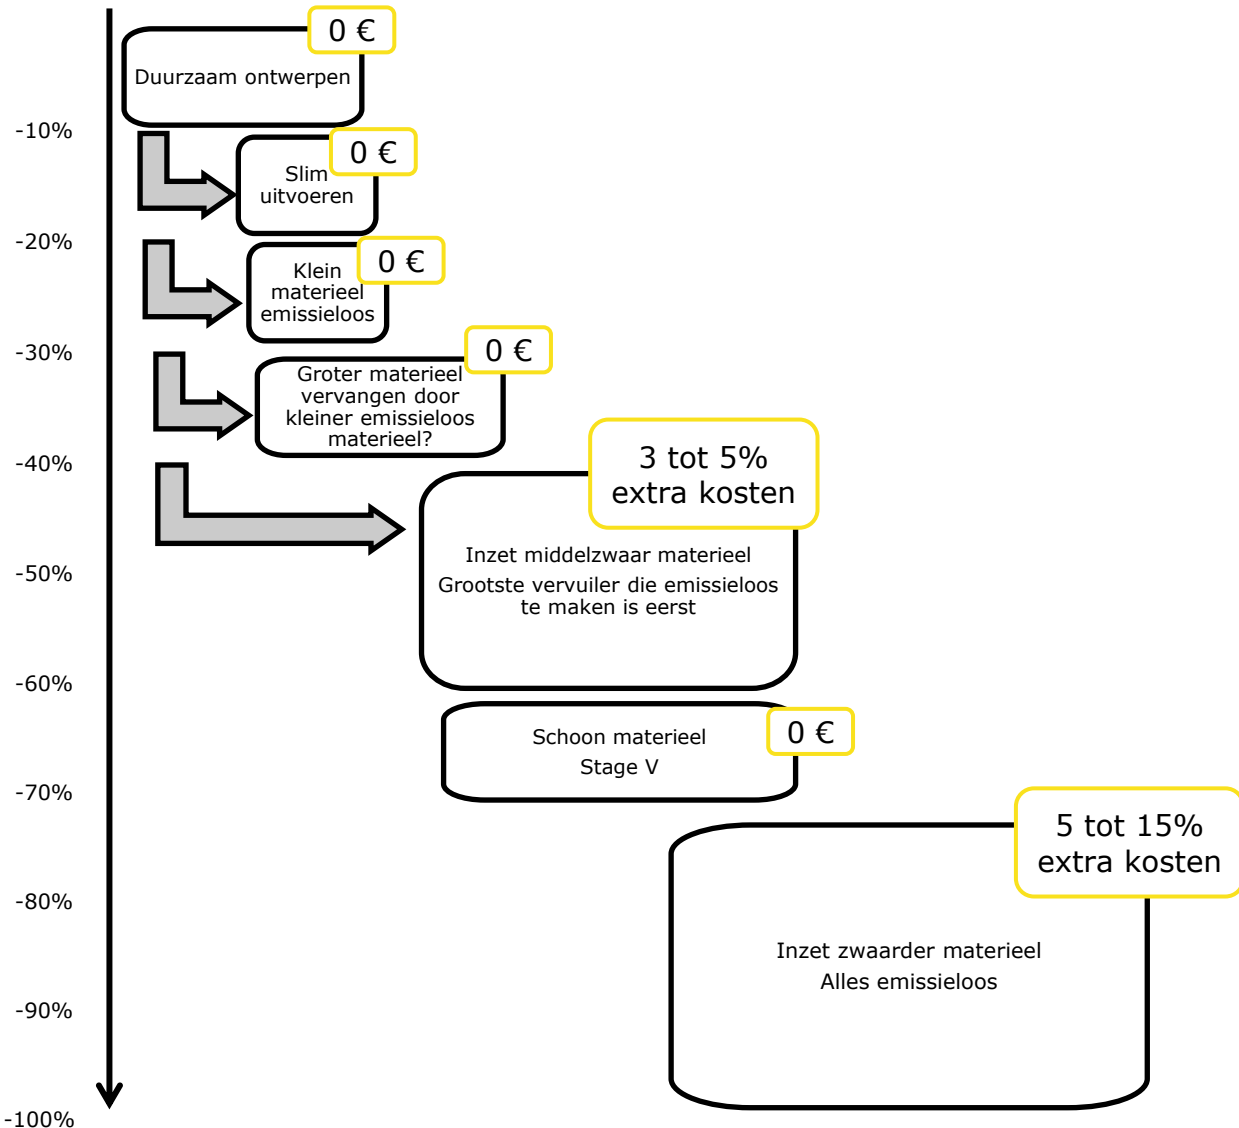 0 €
Duurzaam ontwerpen
-10%
0 €
Slim
uitvoeren
-20%
0 €
Klein
materieel
emissieloos
-30%
0 €
Groter materieel
vervangen door
kleiner emissieloos
materieel?
-40%
3 tot 5%
extra kosten
Inzet middelzwaar materieel
Grootste vervuiler die emissieloos
te maken is eerst
-50%
-60%
0 €
Schoon materieel
Stage V
-70%
5 tot 15%
extra kosten
-80%
Inzet zwaarder materieel
Alles emissieloos
-90%
-100%